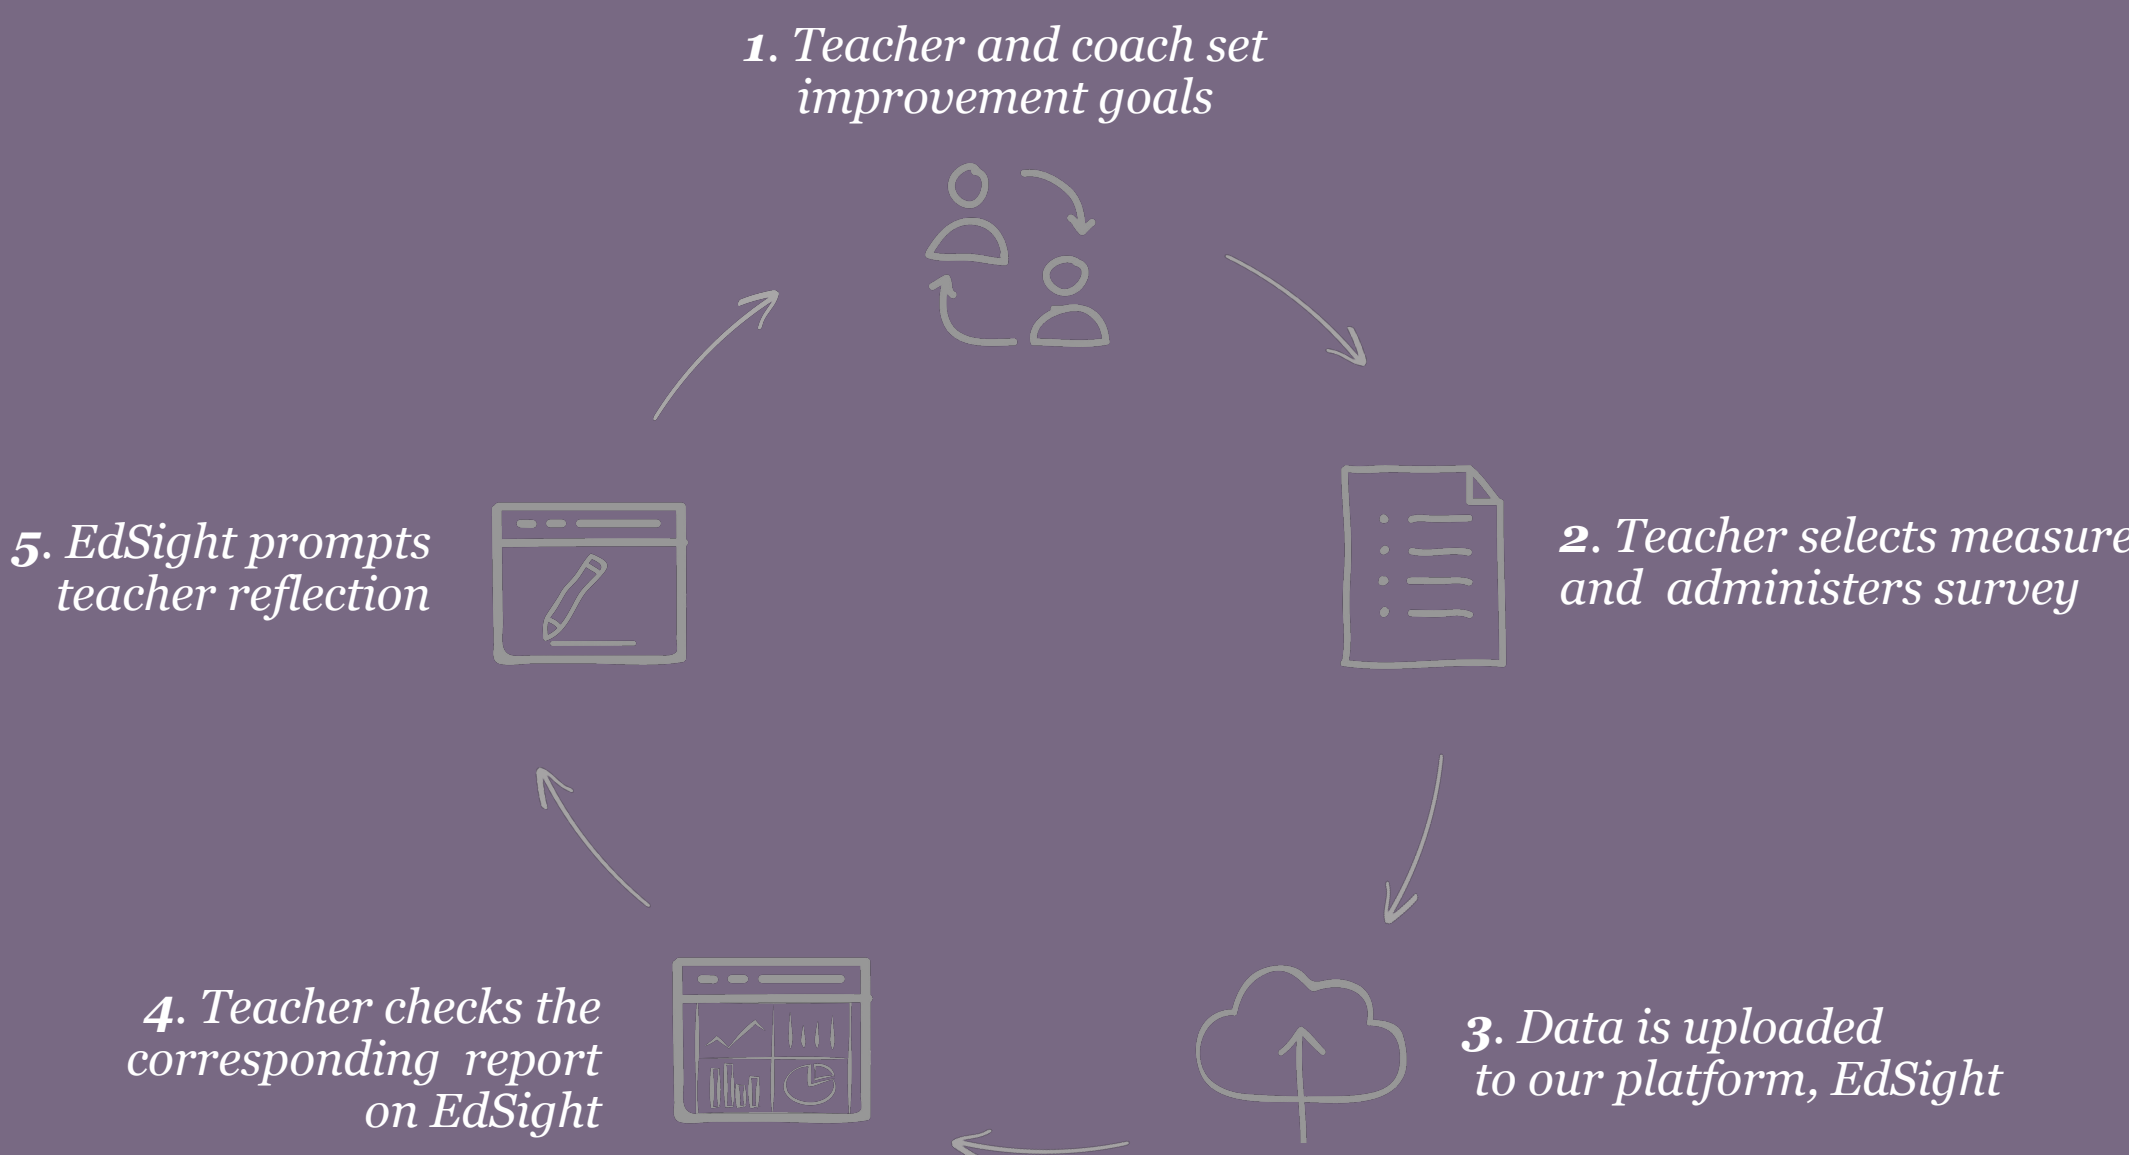 1. Teacher and coach set
improvement goals
2. Teacher selects measure
and  administers survey
3. Data is uploaded
to our platform, EdSight
4. Teacher checks the
corresponding  report
on EdSight
5. EdSight prompts
teacher reflection